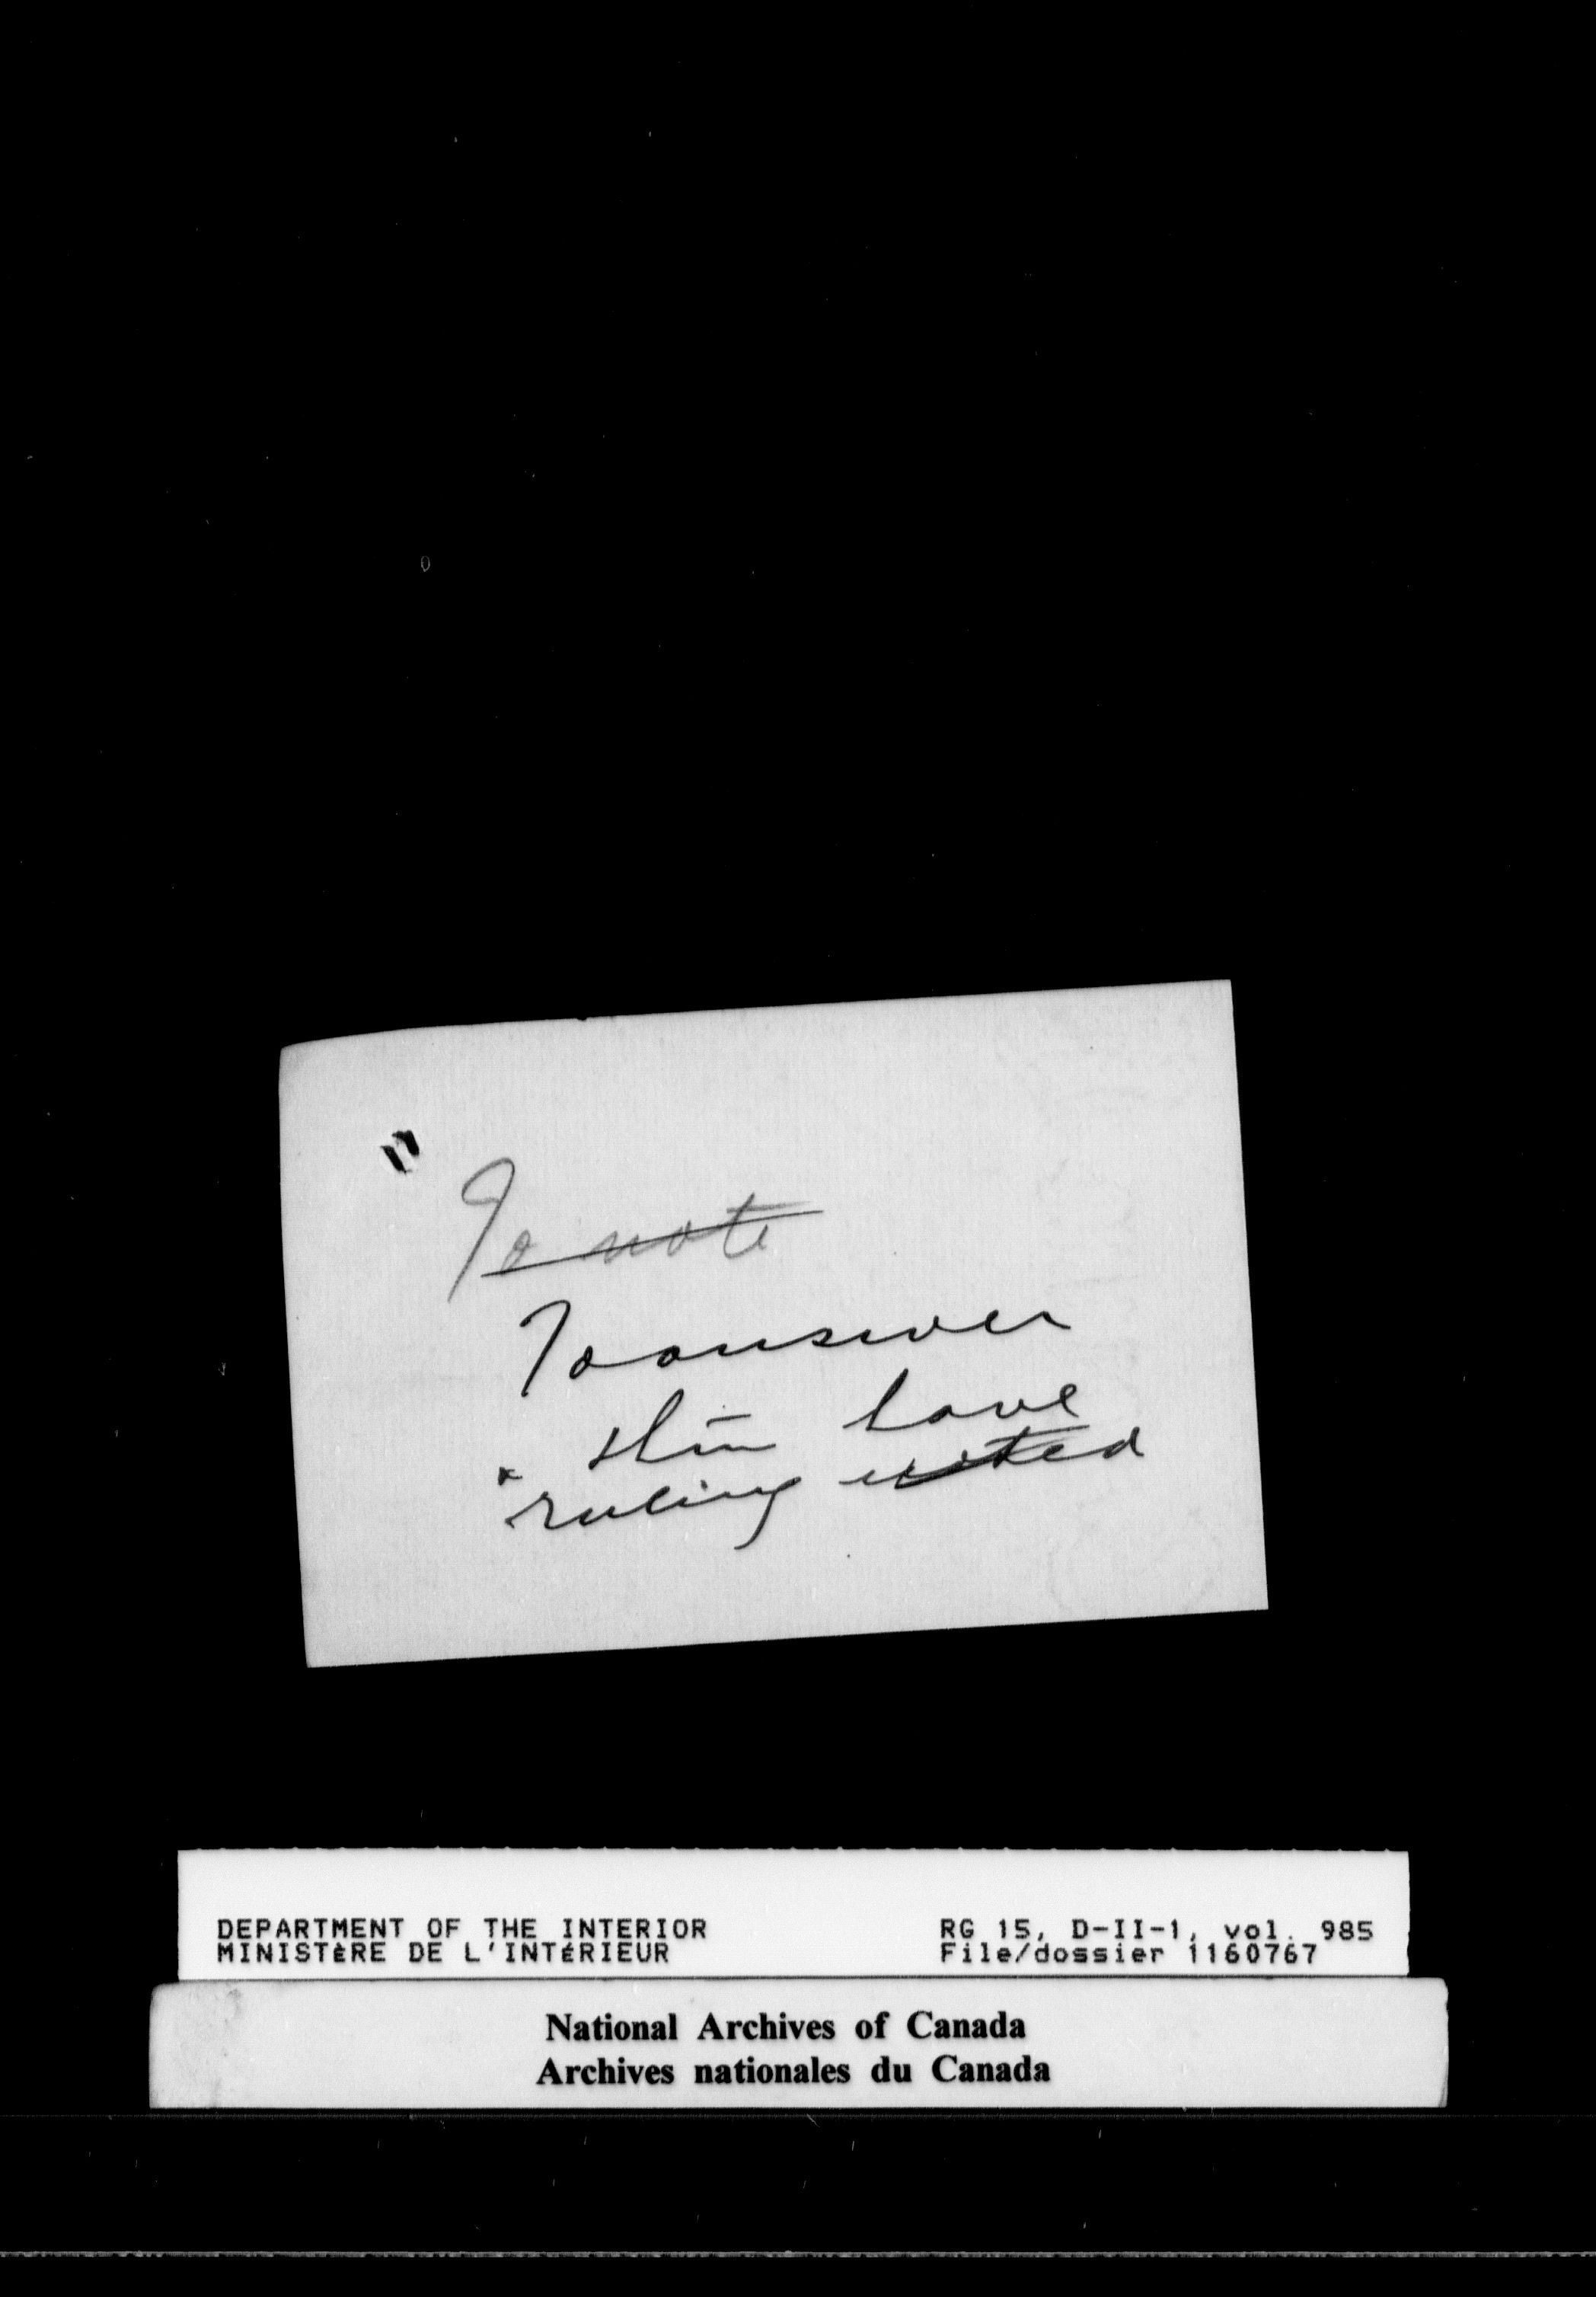 To note
To answer
then have
ruling noted
DEPARTMENT OF THE INTERIOR
MINISTÈRE DE L'INTÉRIEUR
RG 15, D-II-1, vol. 985
File/dossier 1160767
National Archives of Canada
Archives nationales du Canada